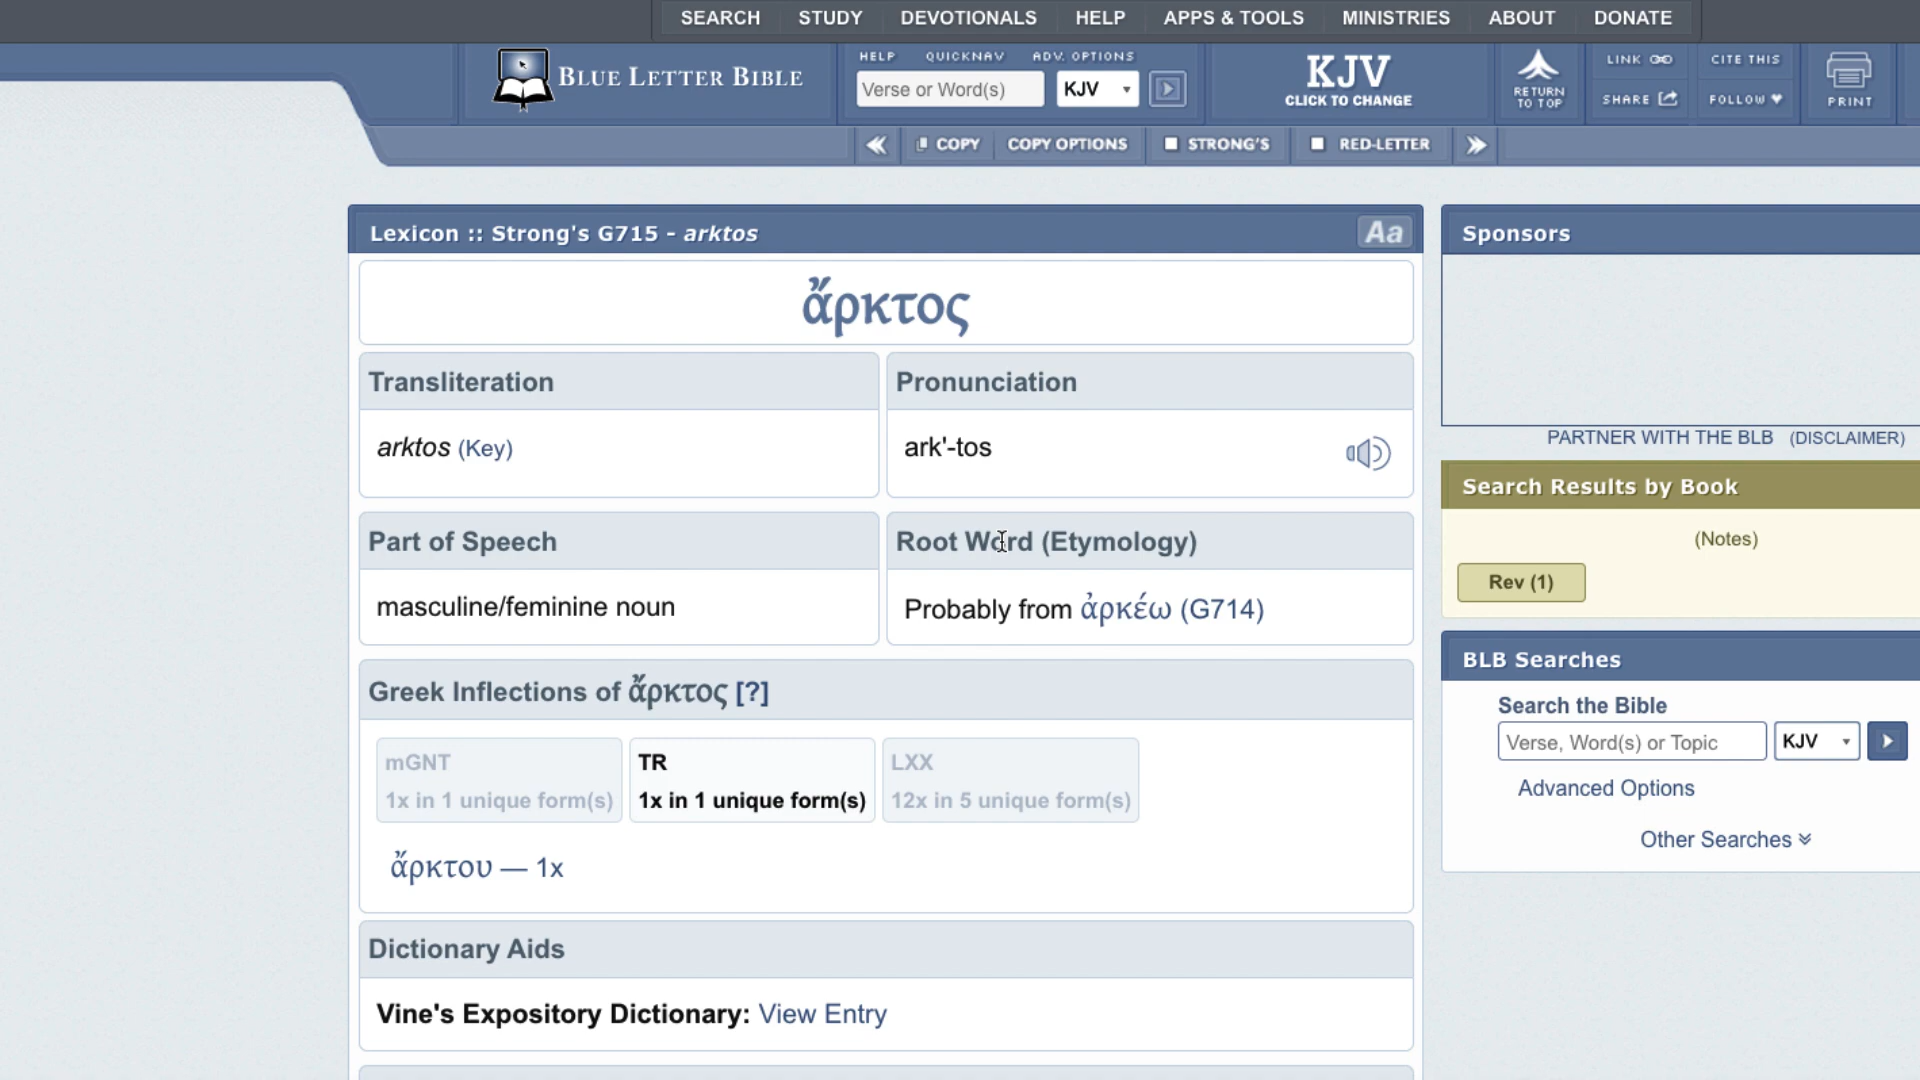 SEARCH STUDY DEVOTIONALS HELP APPS & TOOLS MINISTRIES ABOUT DONATE
BLUE LETTER BIBLE
HELP QUICKNAV ADV. OPTIONS
Verse or Word(s) KJV
KJV
CLICK TO CHANGE
RETURN
TO TOP
LINK
SHARE
CITE THIS
FOLLOW
PRINT
COPY COPY OPTIONS STRONG'S RED-LETTER
Lexicon :: Strong's G715 - arktos Aa
ἄρκτος
Transliteration
arktos (Key)
Pronunciation
ark'-tos
Part of Speech
masculine/feminine noun
Root Word (Etymology)
Probably from ἀρκέω (G714)
Greek Inflections of ἄρκτος [?]
mGNT
1x in 1 unique form(s)
TR
1x in 1 unique form(s)
LXX
12x in 5 unique form(s)
ἄρκτου — 1x
Dictionary Aids
Vine's Expository Dictionary: View Entry
Sponsors
PARTNER WITH THE BLB (DISCLAIMER)
Search Results by Book
(Notes)
Rev (1)
BLB Searches
Search the Bible
Verse, Word(s) or Topic KJV
Advanced Options
Other Searches